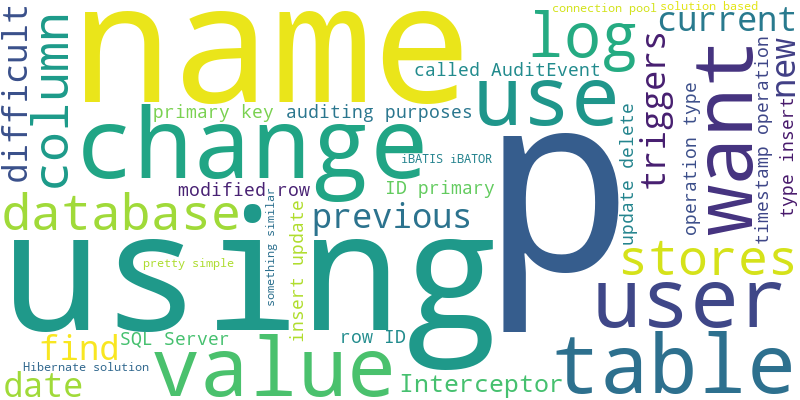 connection pool
solution based
name
log
current
difficult
column
called AuditEvent
use
triggers
want
new
primary key
auditing purposes
change
p
update delete
operation type
timestamp operation
type insert
iBATIS iBATOR
modified row
ID primary
database
something similar
insert update
previous
using
stores
pretty simple
user
find
SQL Server
row ID
table
Hibernate solution
value
date
Interceptor